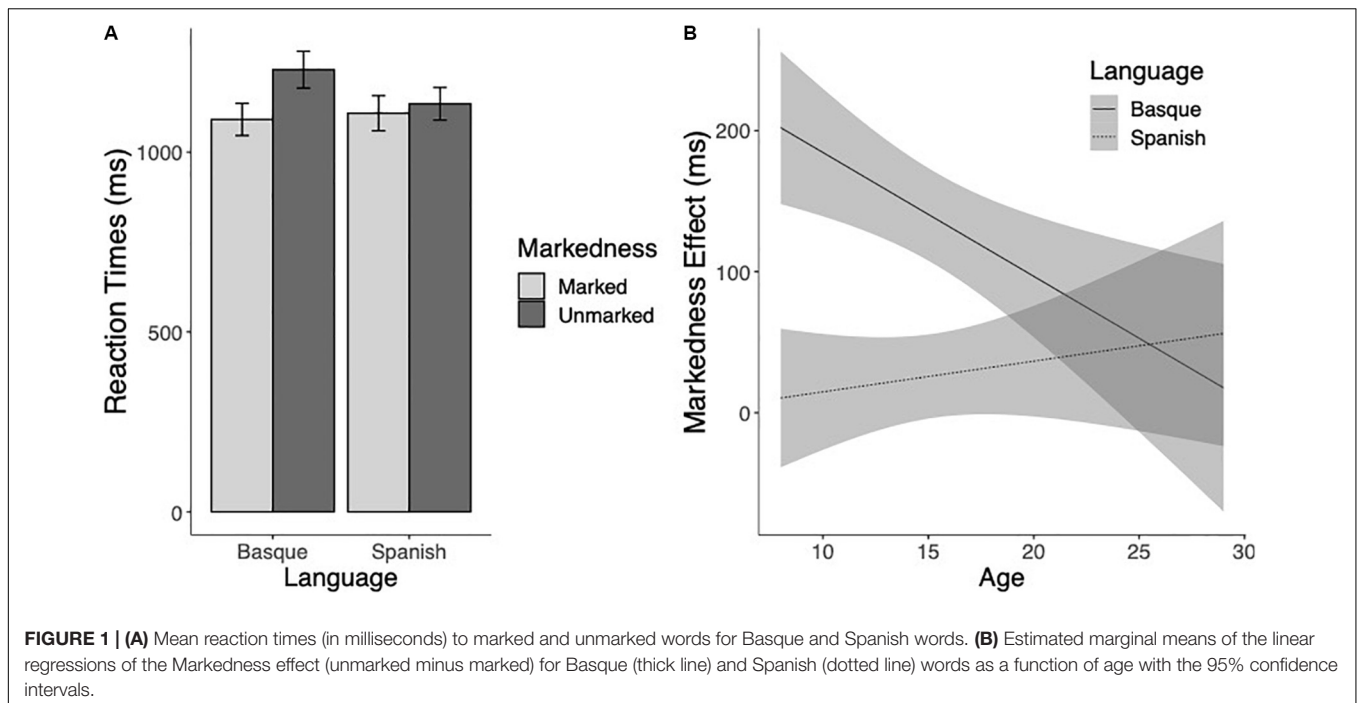 A
Reaction Times (ms)
1000
500
0
Basque
Spanish
Language
Markedness
Marked
Unmarked
B
Markedness Effect (ms)
200
100
0
10
15
20
25
30
Age
Language
Basque
Spanish
FIGURE 1 | (A) Mean reaction times (in milliseconds) to marked and unmarked words for Basque and Spanish words. (B) Estimated marginal means of the linear
regressions of the Markedness effect (unmarked minus marked) for Basque (thick line) and Spanish (dotted line) words as a function of age with the 95% confidence
intervals.